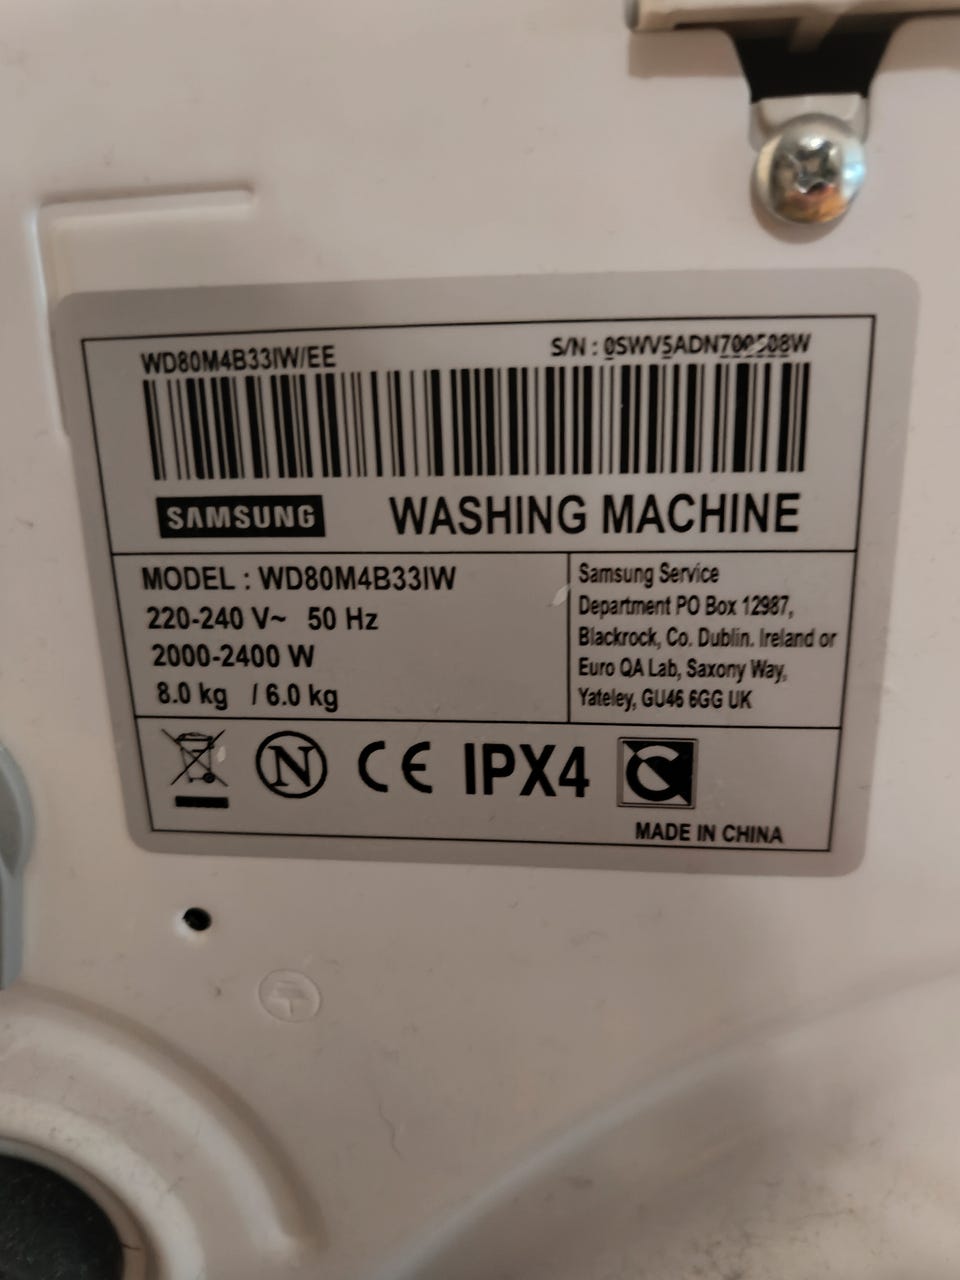 WD80M4B33IW/EE
S/N : 0SWV5ADN700508W
SAMSUNG
WASHING MACHINE
MODEL : WD80M4B33IW
220-240 V~ 50 Hz
2000-2400 W
8.0 kg / 6.0 kg
Samsung Service
Department PO Box 12987,
Blackrock, Co. Dublin. Ireland or
Euro QA Lab, Saxony Way,
Yateley, GU46 6GG UK
N CE IPX4
MADE IN CHINA